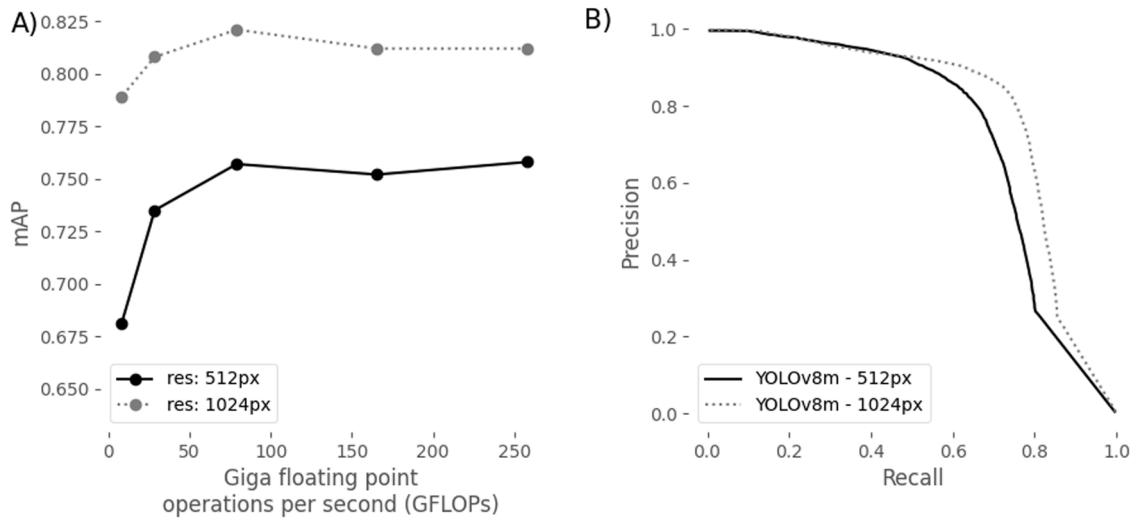 A)
0.825
0.800
0.775
0.750
0.725
0.700
0.675
0.650
mAP
res: 512px
res: 1024px
0 50 100 150 200 250
Giga floating point
operations per second (GFLOPs)
B)
1.0
0.8
0.6
0.4
0.2
0.0
Precision
YOLOv8m - 512px
YOLOv8m - 1024px
0.0 0.2 0.4 0.6 0.8 1.0
Recall